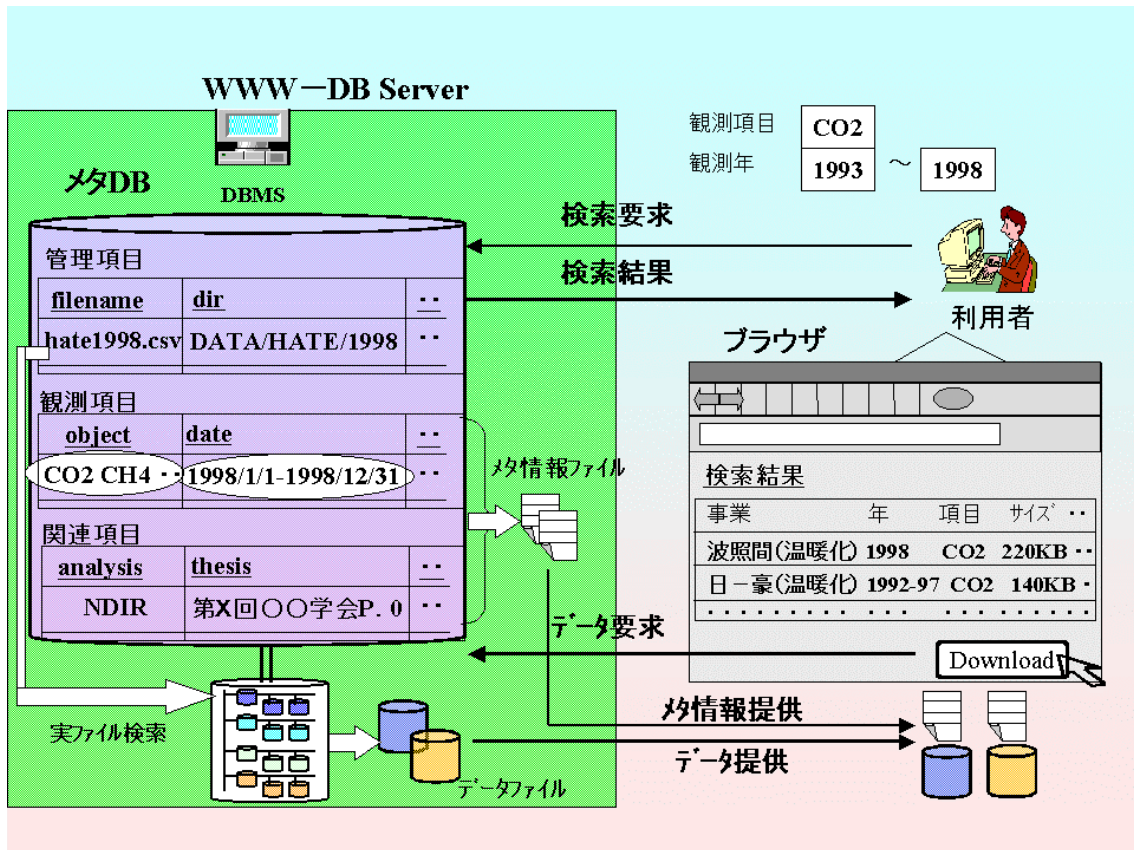 WWW－DB Server
観測項目 CO2
観測年 1993 ～ 1998
メタDB
DBMS
検索要求
検索結果
利用者
管理項目
filename dir ‥
hate1998.csv DATA/HATE/1998 ‥
観測項目
object date ‥
CO2 CH4 ‥ 1998/1/1-1998/12/31 ‥
関連項目
analysis thesis ‥
NDIR 第X回〇〇学会P. 0 ‥
メタ情報ファイル
ブラウザ
検索結果
事業 年 項目 サイズ ‥
波照間(温暖化) 1998 CO2 220KB ‥
日－豪(温暖化) 1992-97 CO2 140KB ・
・・・・・・・・ ・・・・・ ・・・・・・
データ要求
Download
メタ情報提供
データ提供
実ファイル検索
データファイル